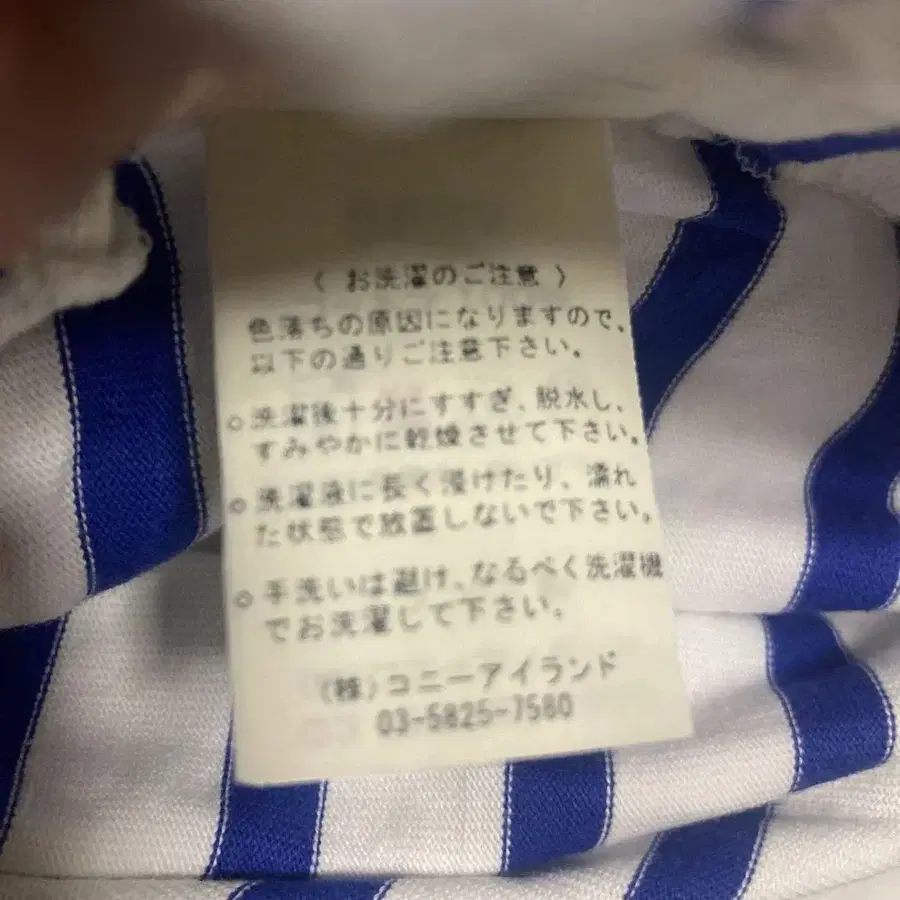 〈 お洗濯のご注意 〉
色落ちの原因になりますので、
以下の通りご注意下さい。
○洗濯後十分にすすぎ、脱水し、
すみやかに乾燥させて下さい。
○洗濯液に長く浸けたり、濡れ
た状態で放置しないで下さい。
○手洗いは避け、なるべく洗濯機
でお洗濯して下さい。
(株)コニーアイランド
03-5825-7560